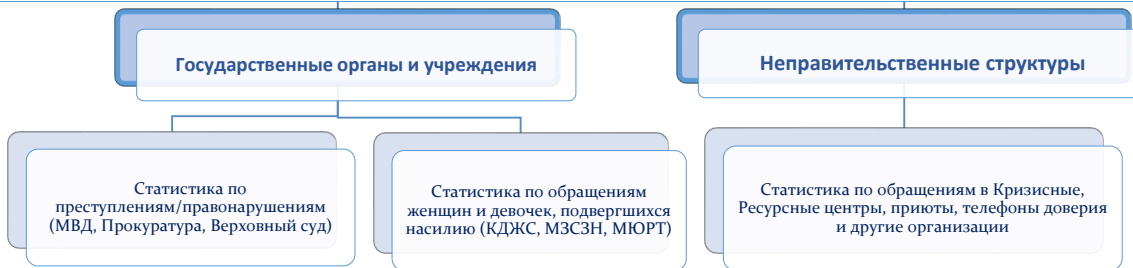 Государственные органы и учреждения
Неправительственные структуры
Статистика по
преступлениям/правонарушениям
(МВД, Прокуратура, Верховный суд)
Статистика по обращениям
женщин и девочек, подвергшихся
насилию (КДЖС, МЗСЗН, МЮРТ)
Статистика по обращениям в Кризисные,
Ресурсные центры, приюты, телефоны доверия
и другие организации